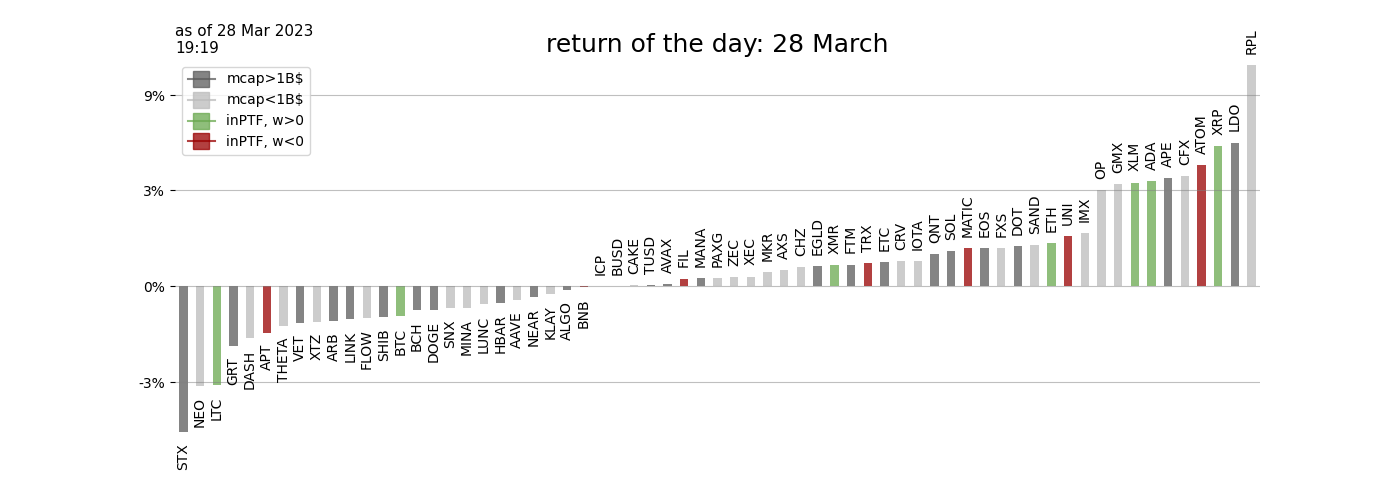 as of 28 Mar 2023
19:19
return of the day: 28 March
mcap>1B$
mcap<1B$
inPTF, w>0
inPTF, w<0
9%
3%
0%
-3%
STX
NEO
LTC
GRT
DASH
APT
THETA
VET
XTZ
ARB
LINK
FLOW
SHIB
BTC
BCH
DOGE
SNX
MINA
LUNC
HBAR
AAVE
NEAR
KLAY
ALGO
BNB
ICP
BUSD
CAKE
TUSD
AVAX
FIL
MANA
PAXG
ZEC
XEC
MKR
AXS
CHZ
EGLD
XMR
FTM
TRX
ETC
CRV
IOTA
QNT
SOL
MATIC
EOS
FXS
DOT
SAND
ETH
UNI
IMX
OP
GMX
XLM
ADA
APE
CFX
ATOM
XRP
LDO
RPL